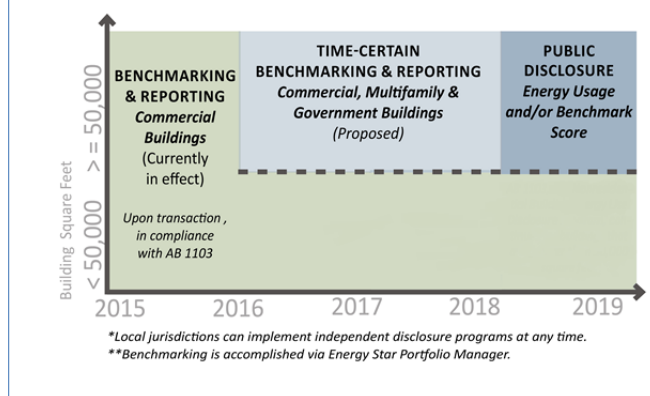 BENCHMARKING
& REPORTING
Commercial
Buildings
(Currently
in effect)
Upon transaction ,
in compliance
with AB 1103
TIME-CERTAIN
BENCHMARKING & REPORTING
Commercial, Multifamily &
Government Buildings
(Proposed)
PUBLIC
DISCLOSURE
Energy Usage
and/or Benchmark
Score
Building Square Feet
< 50,000
> = 50,000
2015
2016
2017
2018
2019
*Local jurisdictions can implement independent disclosure programs at any time.
**Benchmarking is accomplished via Energy Star Portfolio Manager.